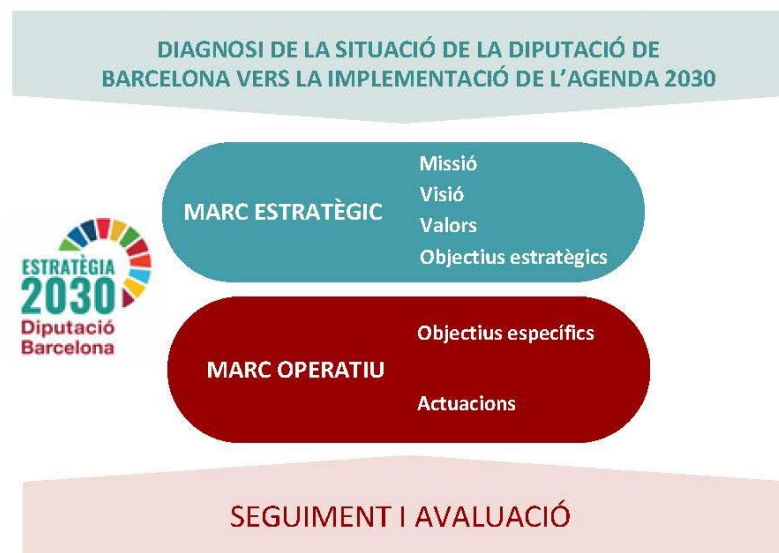 DIAGNOSI DE LA SITUACIÓ DE LA DIPUTACIÓ DE
BARCELONA VERS LA IMPLEMENTACIÓ DE L'AGENDA 2030
MARC ESTRATÈGIC
Missió
Visió
Valors
Objectius estratègics
ESTRATÈGIA
2030
Diputació
Barcelona
MARC OPERATIU
Objectius específics
Actuacions
SEGUIMENT I AVALUACIÓ